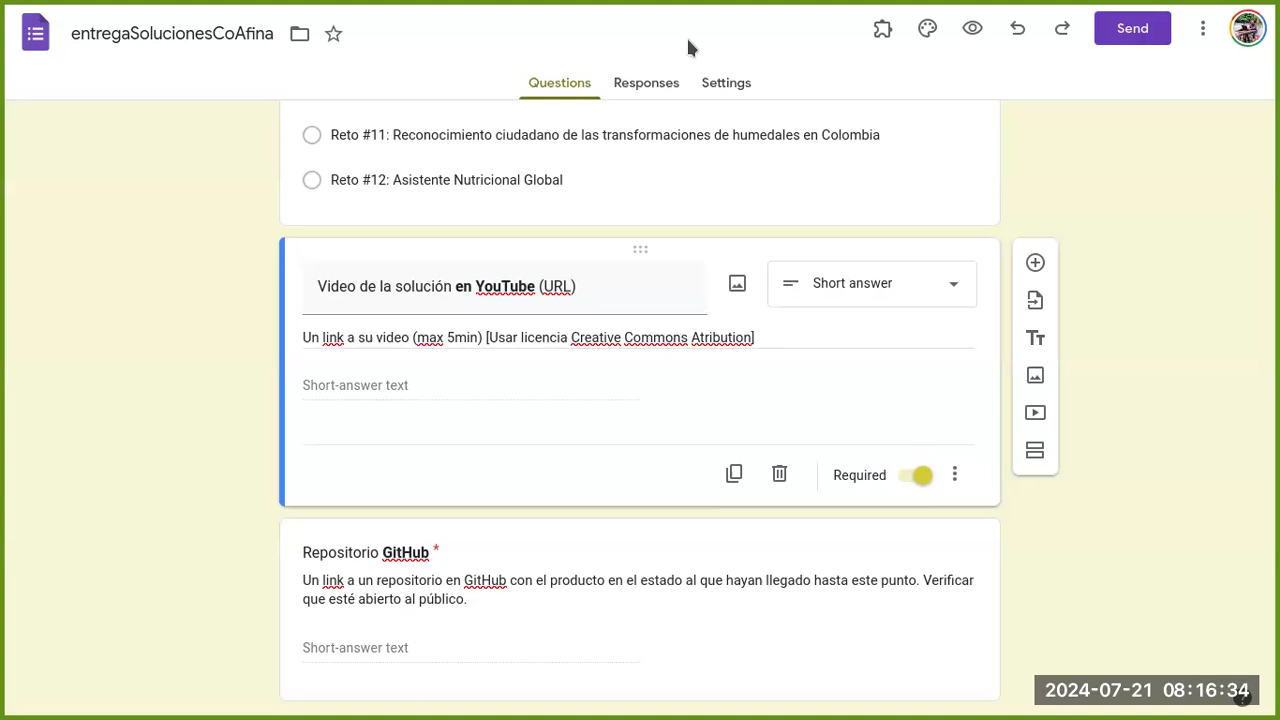 entregaSolucionesCoAfina
Send
Questions Responses Settings
Reto #11: Reconocimiento ciudadano de las transformaciones de humedales en Colombia
Reto #12: Asistente Nutricional Global
Video de la solución en YouTube (URL)
Short answer
Un link a su video (max 5min) [Usar licencia Creative Commons Atribution]
Short-answer text
Required
Repositorio GitHub *
Un link a un repositorio en GitHub con el producto en el estado al que hayan llegado hasta este punto. Verificar
que esté abierto al público.
Short-answer text
2024-07-21 08:16:34